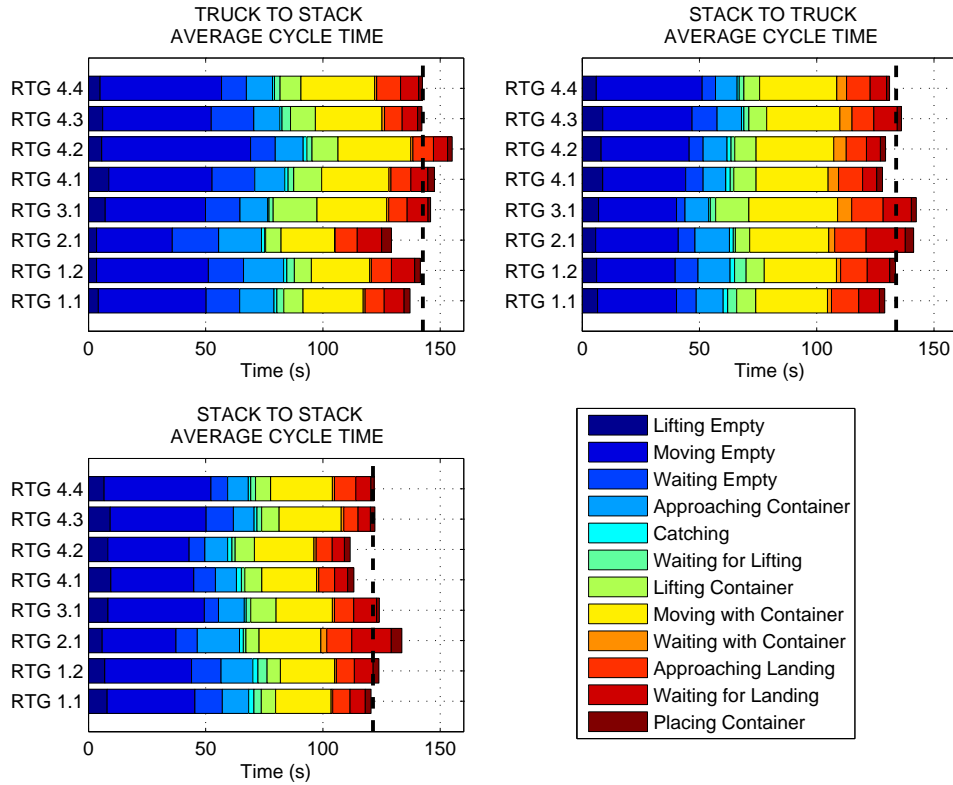 TRUCK TO STACK
AVERAGE CYCLE TIME
RTG 4.4
RTG 4.3
RTG 4.2
RTG 4.1
RTG 3.1
RTG 2.1
RTG 1.2
RTG 1.1
0 50 100 150
Time (s)
STACK TO TRUCK
AVERAGE CYCLE TIME
RTG 4.4
RTG 4.3
RTG 4.2
RTG 4.1
RTG 3.1
RTG 2.1
RTG 1.2
RTG 1.1
0 50 100 150
Time (s)
STACK TO STACK
AVERAGE CYCLE TIME
RTG 4.4
RTG 4.3
RTG 4.2
RTG 4.1
RTG 3.1
RTG 2.1
RTG 1.2
RTG 1.1
0 50 100 150
Time (s)
Lifting Empty
Moving Empty
Waiting Empty
Approaching Container
Catching
Waiting for Lifting
Lifting Container
Moving with Container
Waiting with Container
Approaching Landing
Waiting for Landing
Placing Container